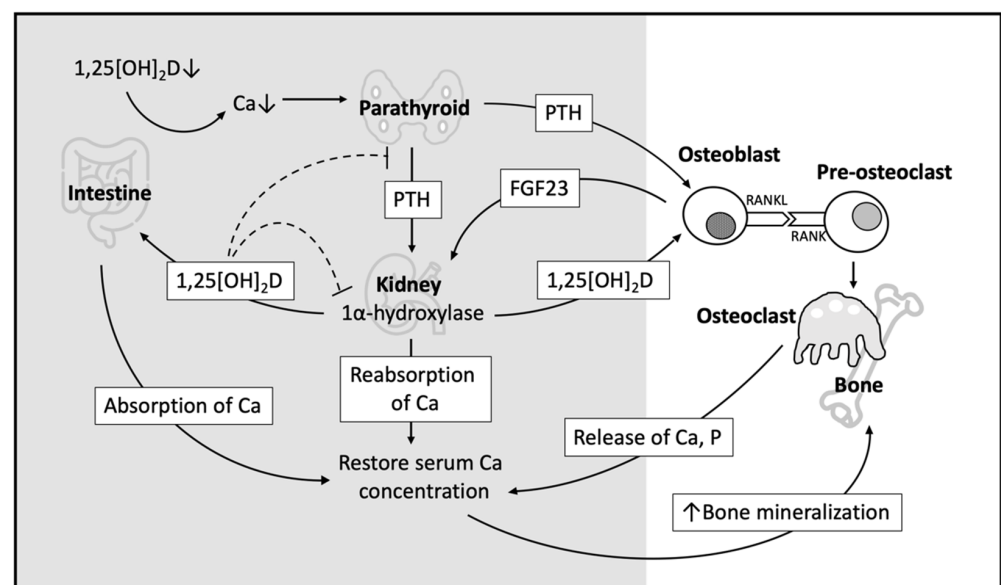 1,25[OH]₂D↓
Ca↓
Parathyroid
PTH
Osteoblast
Pre-osteoclast
Intestine
PTH
FGF23
RANKL
RANK
1,25[OH]₂D
Kidney
1α-hydroxylase
1,25[OH]₂D
Osteoclast
Bone
Reabsorption
of Ca
Absorption of Ca
Release of Ca, P
Restore serum Ca
concentration
↑Bone mineralization